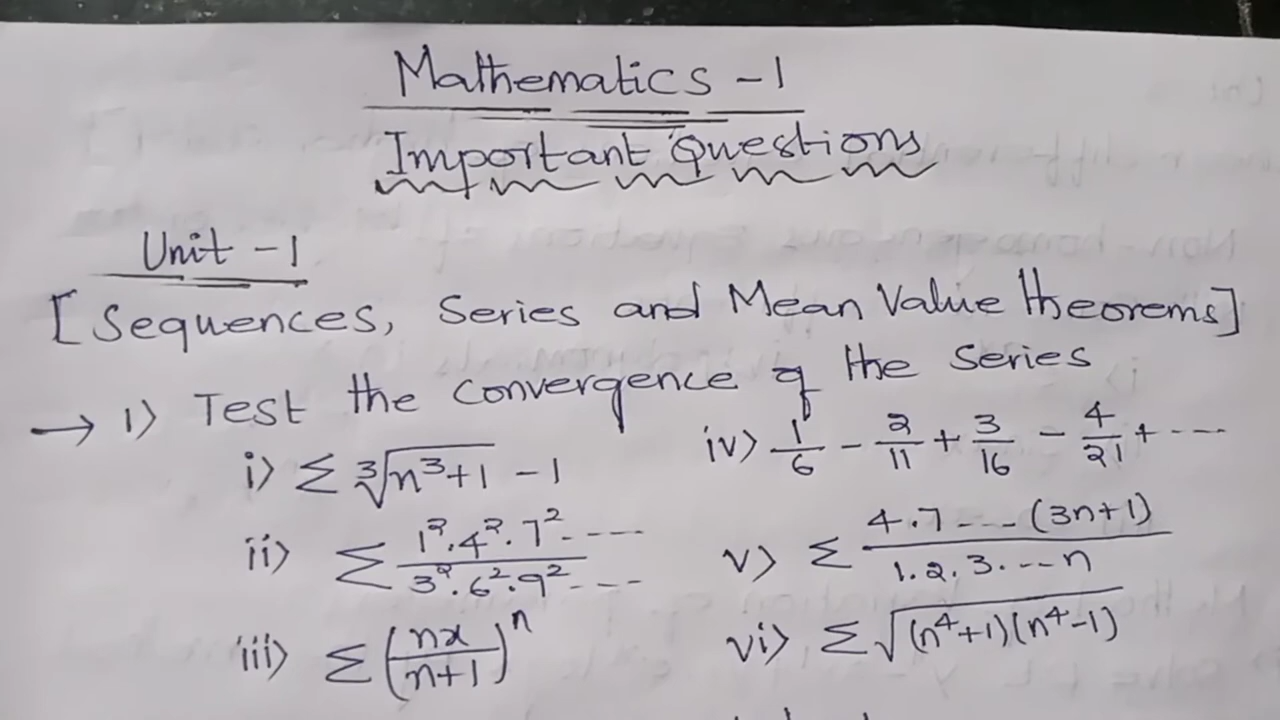 Mathematics - 1
Important Questions
Unit - 1
[Sequences, Series and Mean Value theorems]
→ 1) Test the convergence of the series
i) Σ ∛(n³+1) - 1
ii) Σ 1².4².7².... / 3².6².9²....
iii) Σ (nx / n+1)ⁿ
iv) 1/6 - 2/11 + 3/16 - 4/21 + ....
v) Σ 4.7....(3n+1) / 1.2.3....n
vi) Σ √(n⁴+1)(n⁴-1)